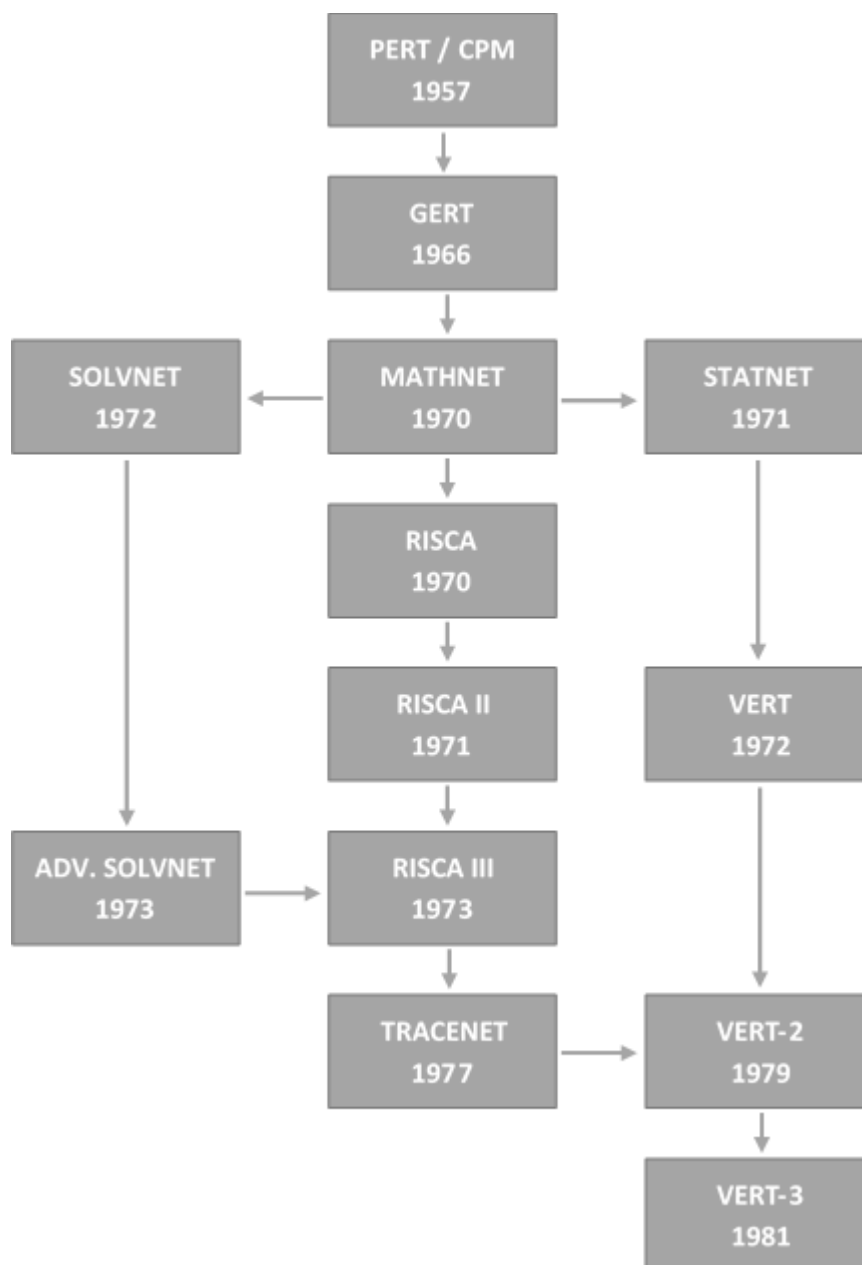 PERT / CPM
1957
GERT
1966
SOLVNET
1972
MATHNET
1970
STATNET
1971
RISCA
1970
RISCA II
1971
VERT
1972
ADV. SOLVNET
1973
RISCA III
1973
TRACENET
1977
VERT-2
1979
VERT-3
1981